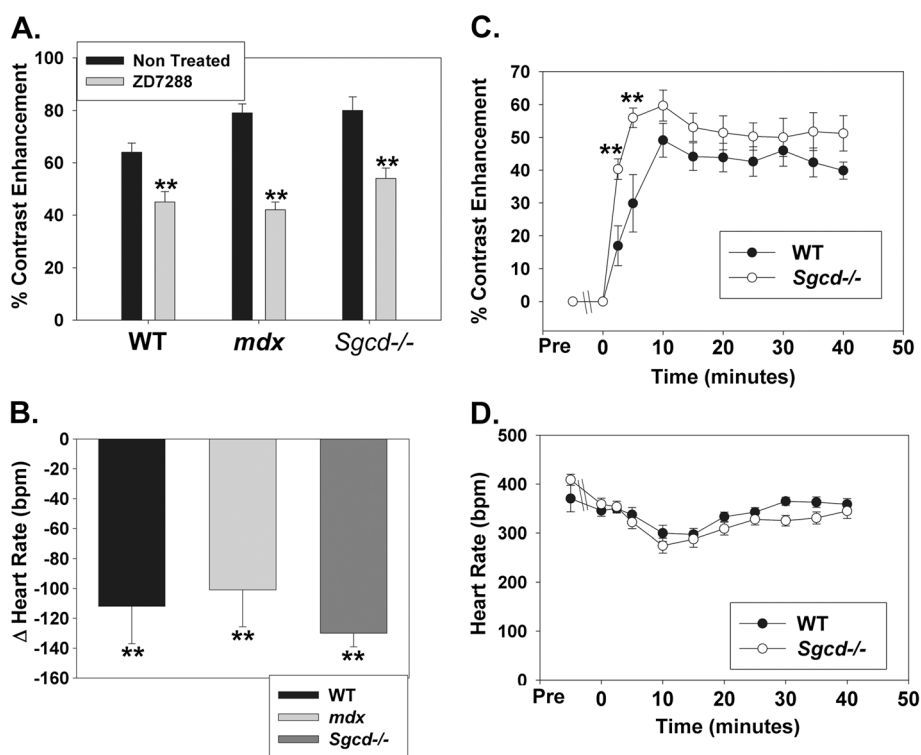 A.
% Contrast Enhancement
100
80
60
40
20
0
Non Treated
ZD7288
**
**
**
WT
mdx
Sgcd-/-
B.
Δ Heart Rate (bpm)
-0
-20
-40
-60
-80
-100
-120
-140
-160
**
**
**
WT
mdx
Sgcd-/-
C.
% Contrast Enhancement
70
60
50
40
30
20
10
0
**
**
WT
Sgcd-/-
Pre
0
10
20
30
40
50
Time (minutes)
D.
Heart Rate (bpm)
500
400
300
200
100
0
WT
Sgcd-/-
Pre
0
10
20
30
40
50
Time (minutes)